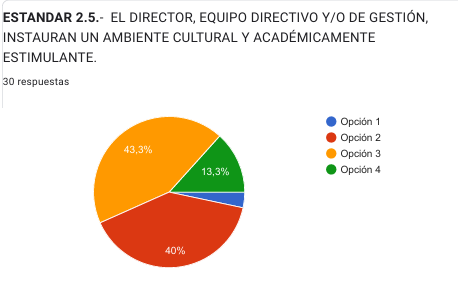 ESTANDAR 2.5.- EL DIRECTOR, EQUIPO DIRECTIVO Y/O DE GESTIÓN,
INSTAURAN UN AMBIENTE CULTURAL Y ACADÉMICAMENTE
ESTIMULANTE.
30 respuestas
Opción 1
Opción 2
Opción 3
Opción 4
43,3%
13,3%
40%